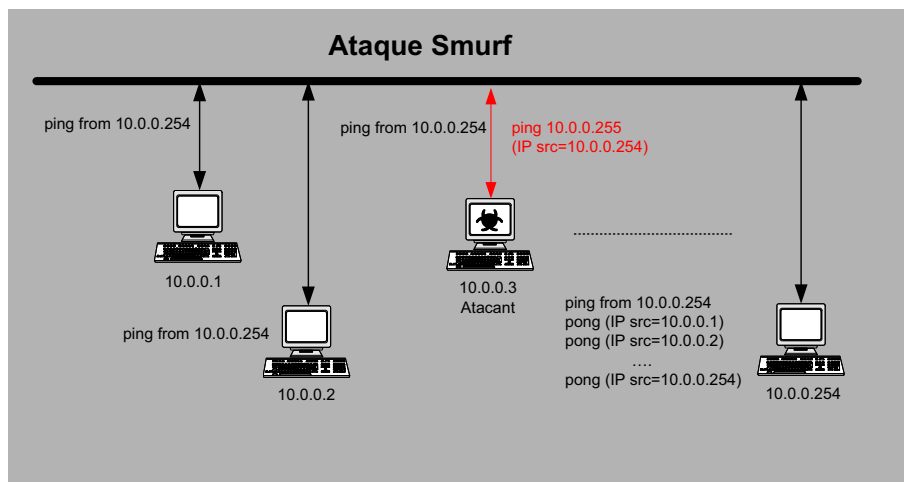 Ataque Smurf
ping from 10.0.0.254
ping from 10.0.0.254
ping 10.0.0.255
(IP src=10.0.0.254)
10.0.0.1
10.0.0.3
Atacant
....................................
ping from 10.0.0.254
10.0.0.2
ping from 10.0.0.254
pong (IP src=10.0.0.1)
pong (IP src=10.0.0.2)
....
pong (IP src=10.0.0.254)
10.0.0.254